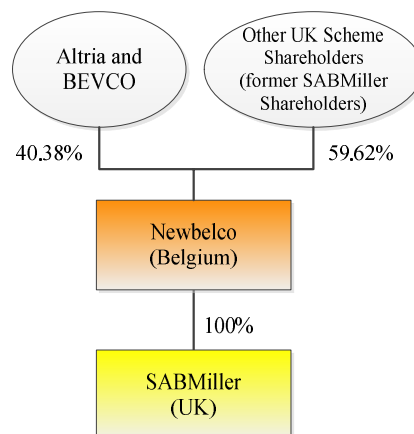 Altria and
BEVCO
Other UK Scheme
Shareholders
(former SABMiller
Shareholders)
40.38%
59.62%
Newbelco
(Belgium)
100%
SABMiller
(UK)